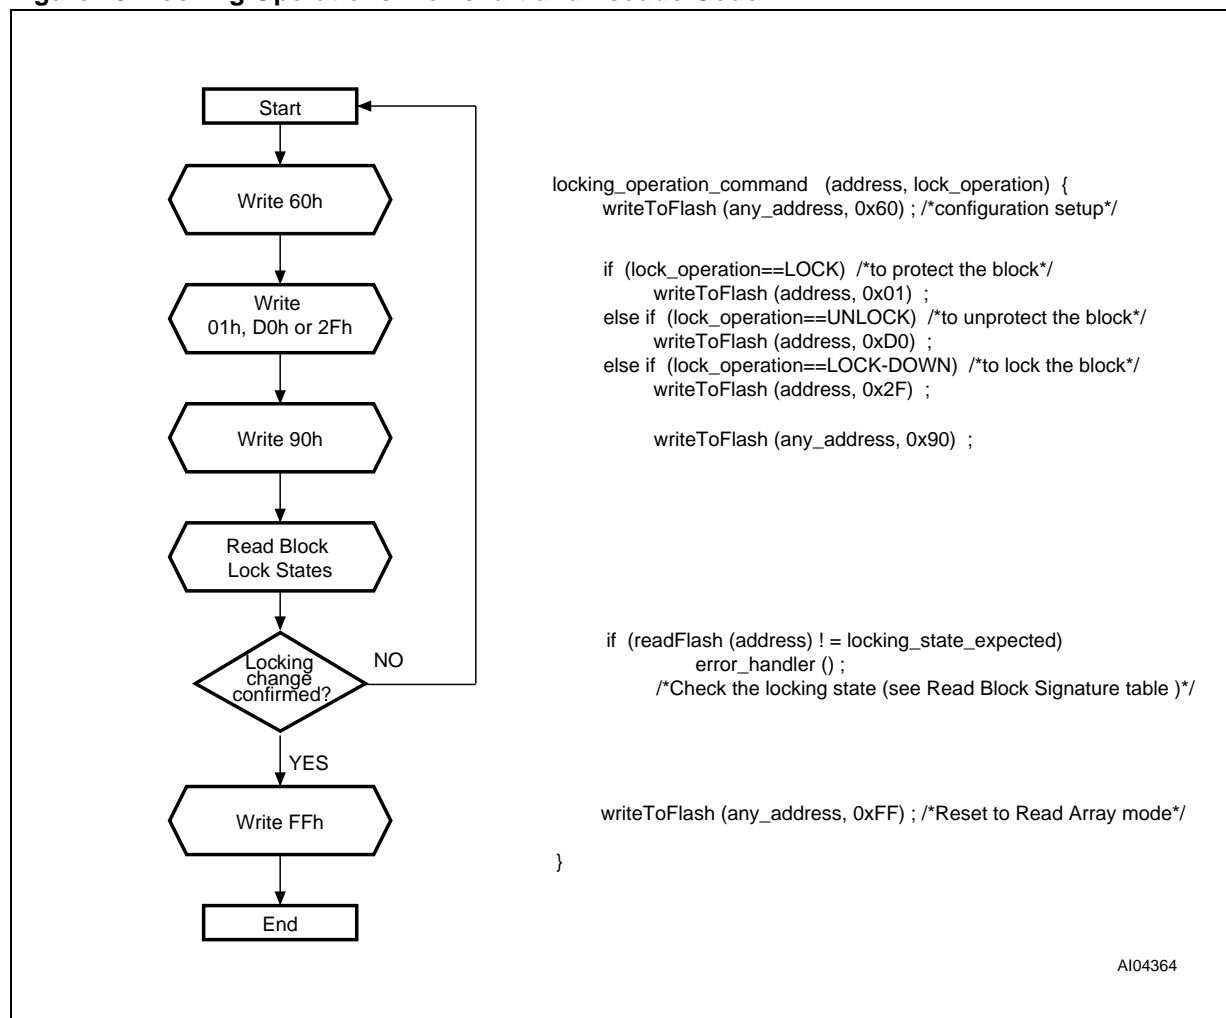 Start
Write 60h
Write
01h, D0h or 2Fh
Write 90h
Read Block
Lock States
Locking
change
confirmed?
NO
YES
Write FFh
End
locking_operation_command (address, lock_operation) {
writeToFlash (any_address, 0x60) ; /*configuration setup*/
if (lock_operation==LOCK) /*to protect the block*/
writeToFlash (address, 0x01) ;
else if (lock_operation==UNLOCK) /*to unprotect the block*/
writeToFlash (address, 0xD0) ;
else if (lock_operation==LOCK-DOWN) /*to lock the block*/
writeToFlash (address, 0x2F) ;
writeToFlash (any_address, 0x90) ;
if (readFlash (address) ! = locking_state_expected)
error_handler () ;
/*Check the locking state (see Read Block Signature table )*/
writeToFlash (any_address, 0xFF) ; /*Reset to Read Array mode*/
}
AI04364